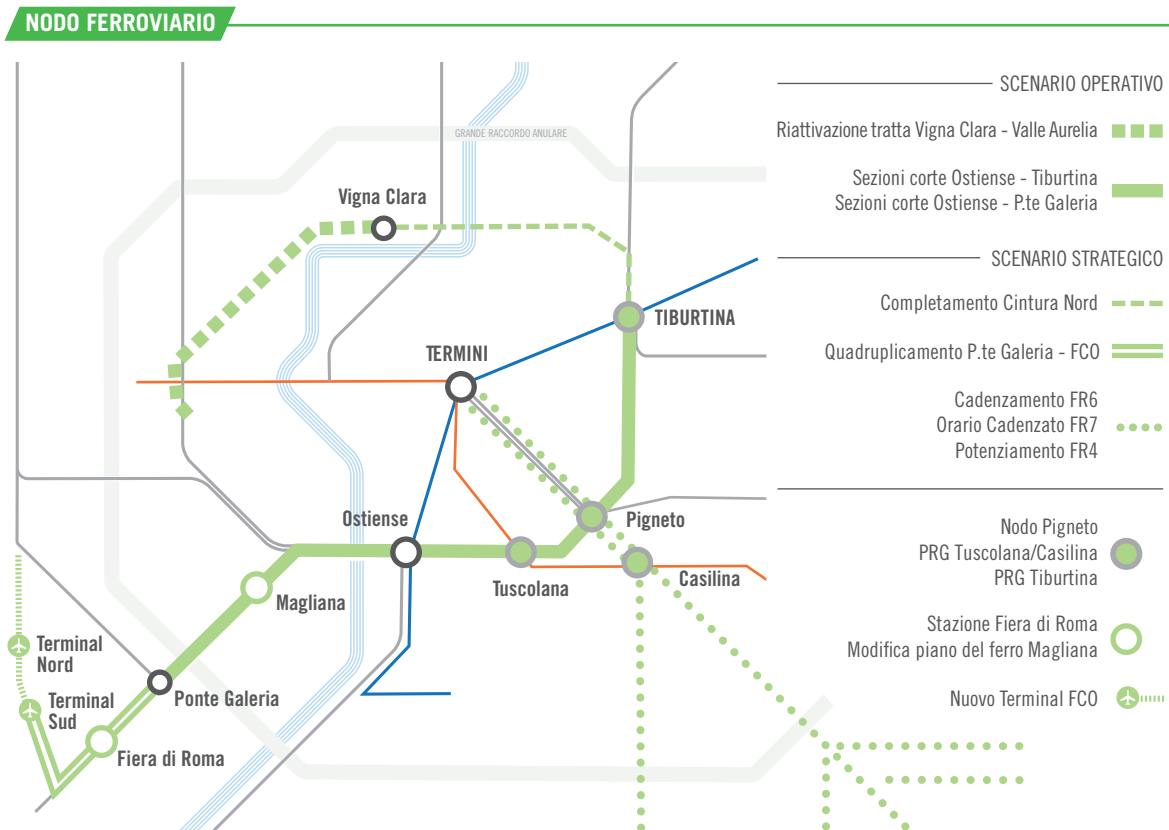 NODO FERROVIARIO
GRANDE RACCORDO ANULARE
Vigna Clara
TIBURTINA
TERMINI
Ostiense
Pigneto
Tuscolana
Casilina
Magliana
Terminal
Nord
Ponte Galeria
Terminal
Sud
Fiera di Roma
SCENARIO OPERATIVO
Riattivazione tratta Vigna Clara - Valle Aurelia
Sezioni corte Ostiense - Tiburtina
Sezioni corte Ostiense - P.te Galeria
SCENARIO STRATEGICO
Completamento Cintura Nord
Quadruplicamento P.te Galeria - FCO
Cadenzamento FR6
Orario Cadenzato FR7
Potenziamento FR4
Nodo Pigneto
PRG Tuscolana/Casilina
PRG Tiburtina
Stazione Fiera di Roma
Modifica piano del ferro Magliana
Nuovo Terminal FCO